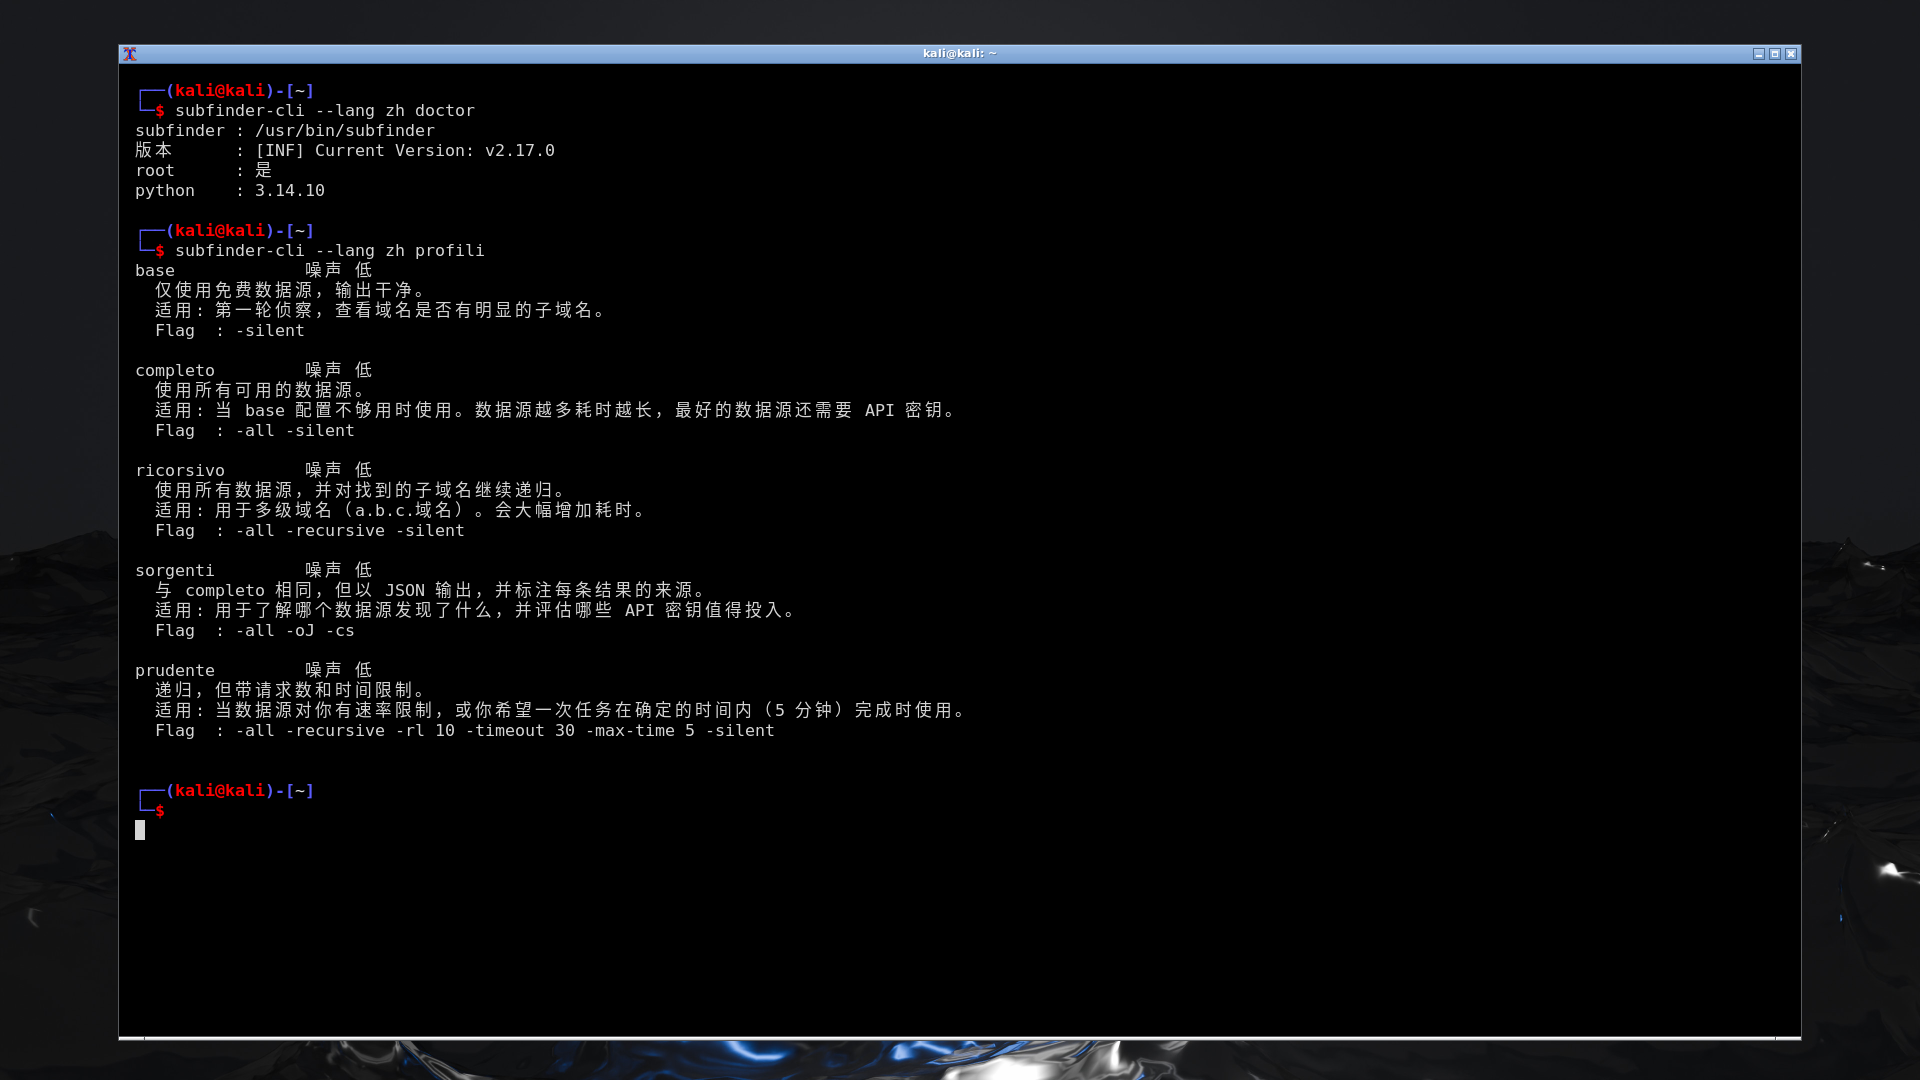 kali@kali: ~
┌──(kali@kali)-[~]
└─$ subfinder-cli --lang zh doctor
subfinder : /usr/bin/subfinder
版本      : [INF] Current Version: v2.17.0
root      : 是
python    : 3.14.10
┌──(kali@kali)-[~]
└─$ subfinder-cli --lang zh profili
base             噪声 低
  仅使用免费数据源，输出干净。
  适用: 第一轮侦察，查看域名是否有明显的子域名。
  Flag  : -silent
completo         噪声 低
  使用所有可用的数据源。
  适用: 当 base 配置不够用时使用。数据源越多耗时越长，最好的数据源还需要 API 密钥。
  Flag  : -all -silent
ricorsivo        噪声 低
  使用所有数据源，并对找到的子域名继续递归。
  适用: 用于多级域名（a.b.c.域名）。会大幅增加耗时。
  Flag  : -all -recursive -silent
sorgenti         噪声 低
  与 completo 相同，但以 JSON 输出，并标注每条结果的来源。
  适用: 用于了解哪个数据源发现了什么，并评估哪些 API 密钥值得投入。
  Flag  : -all -oJ -cs
prudente         噪声 低
  递归，但带请求数和时间限制。
  适用: 当数据源对你有速率限制，或你希望一次任务在确定的时间内（5 分钟）完成时使用。
  Flag  : -all -recursive -rl 10 -timeout 30 -max-time 5 -silent
┌──(kali@kali)-[~]
└─$